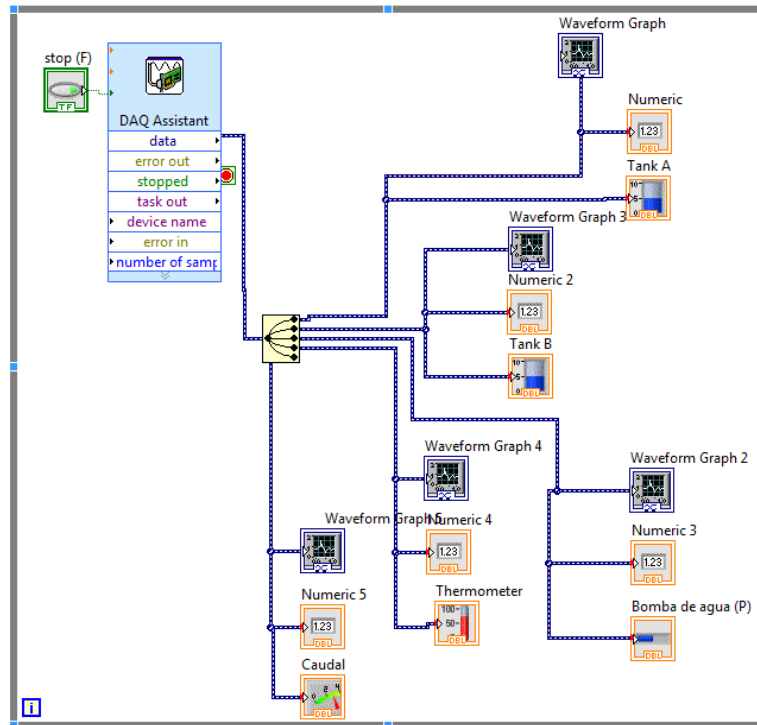 Waveform Graph
stop (F)
TF
DAQ Assistant
data
error out
stopped
task out
device name
error in
number of samp
Numeric
1.23
DBL
Tank A
10
5
0
DBL
Waveform Graph 3
Numeric 2
1.23
DBL
Tank B
10
5
0
DBL
Waveform Graph 4
Waveform Graph 2
Waveform Graph 5
Numeric 4
1.23
DBL
Numeric 3
1.23
DBL
Numeric 5
1.23
DBL
Thermometer
100
50
DBL
Bomba de agua (P)
DBL
Caudal
0 2 4
DBL
i